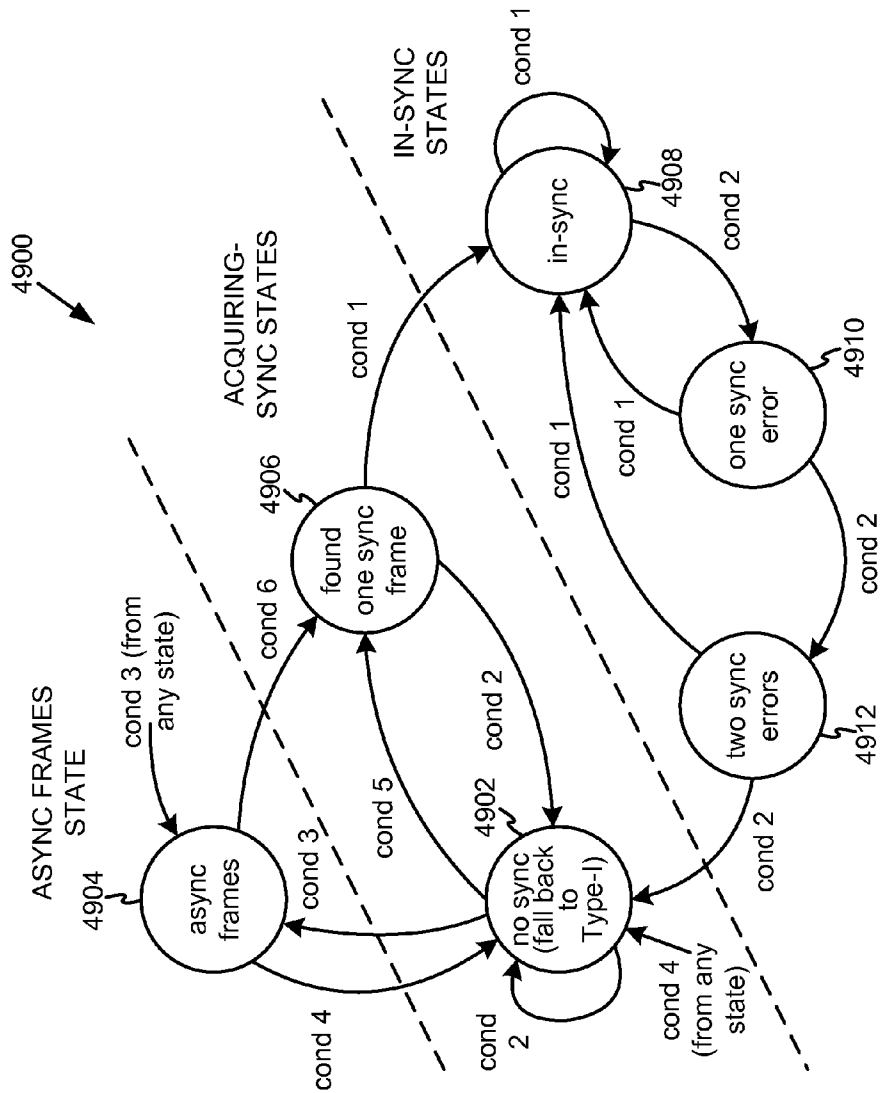 4900
ASYNC FRAMES
STATE
4904
async
frames
cond 3 (from
any state)
cond 6
cond 3
cond 4
ACQUIRING-
SYNC STATES
4906
found
one sync
frame
cond 1
cond 5
cond 2
4902
no sync
(fall back
to
Type-I)
cond
2
cond 4
(from any
state)
IN-SYNC
STATES
cond 1
in-sync
4908
cond 2
cond 1
cond 1
one sync
error
4910
cond 2
two sync
errors
4912
cond 2